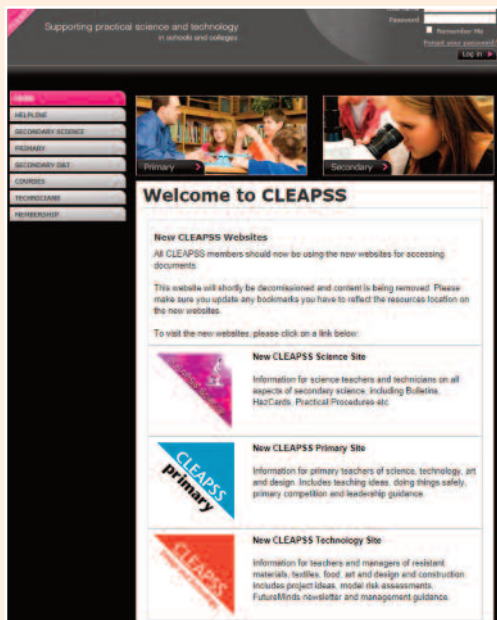 Supporting practical science and technology
in schools and colleges
Password
Remember Me
Forgot your password?
Log in
HOME
HELPLINE
SECONDARY SCIENCE
PRIMARY
SECONDARY D&T
COURSES
TECHNICIANS
MEMBERSHIP
Primary
Secondary
Welcome to CLEAPSS
New CLEAPSS Websites
All CLEAPSS members should now be using the new websites for accessing
documents.
This website will shortly be decomissioned and content is being removed. Please
make sure you update any bookmarks you have to reflect the resources location on
the new websites.
To visit the new websites, please click on a link below:
CLEAPSS
New CLEAPSS Science Site
Information for science teachers and technicians on all
aspects of secondary science, including Bulletins,
HazCards, Practical Procedures etc
CLEAPSS
primary
New CLEAPSS Primary Site
Information for primary teachers of science, technology, art
and design. Includes teaching ideas, doing things safely,
primary competition and leadership guidance.
CLEAPSS
New CLEAPSS Technology Site
Information for teachers and managers of resistant
materials, textiles, food, art and design and construction.
Includes project ideas, model risk assessments,
FutureMinds newsletter and management guidance.